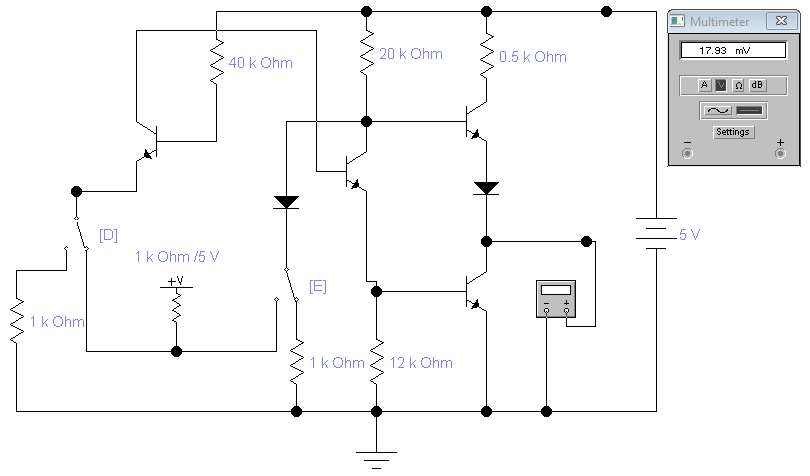 Multimeter
17.93 mV
A V Ω dB
Settings
− +
40 k Ohm
20 k Ohm
0.5 k Ohm
[D]
1 k Ohm /5 V
+V
[E]
5 V
− +
1 k Ohm
1 k Ohm
12 k Ohm